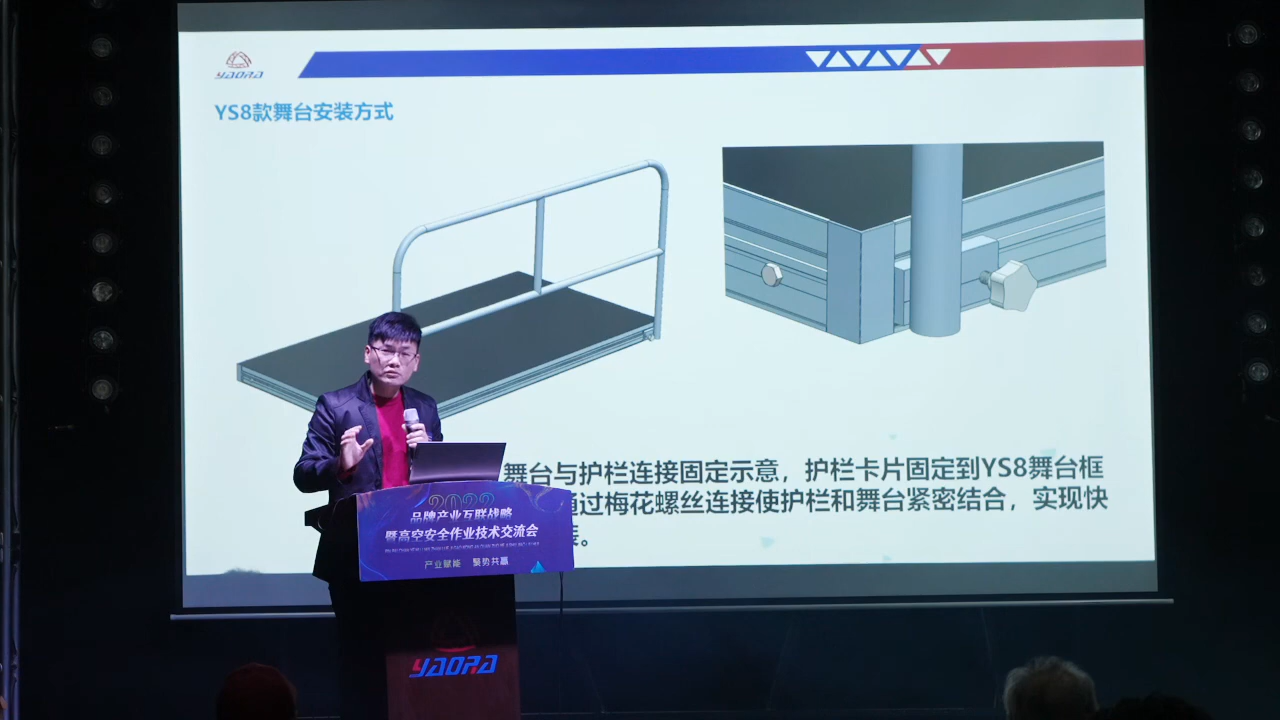 YAORA
YS8款舞台安装方式
舞台与护栏连接固定示意，护栏卡片固定到YS8舞台框
通过梅花螺丝连接使护栏和舞台紧密结合，实现快
。
2022
品牌产业互联战略
暨高空安全作业技术交流会
产业赋能 聚势共赢
YAORA